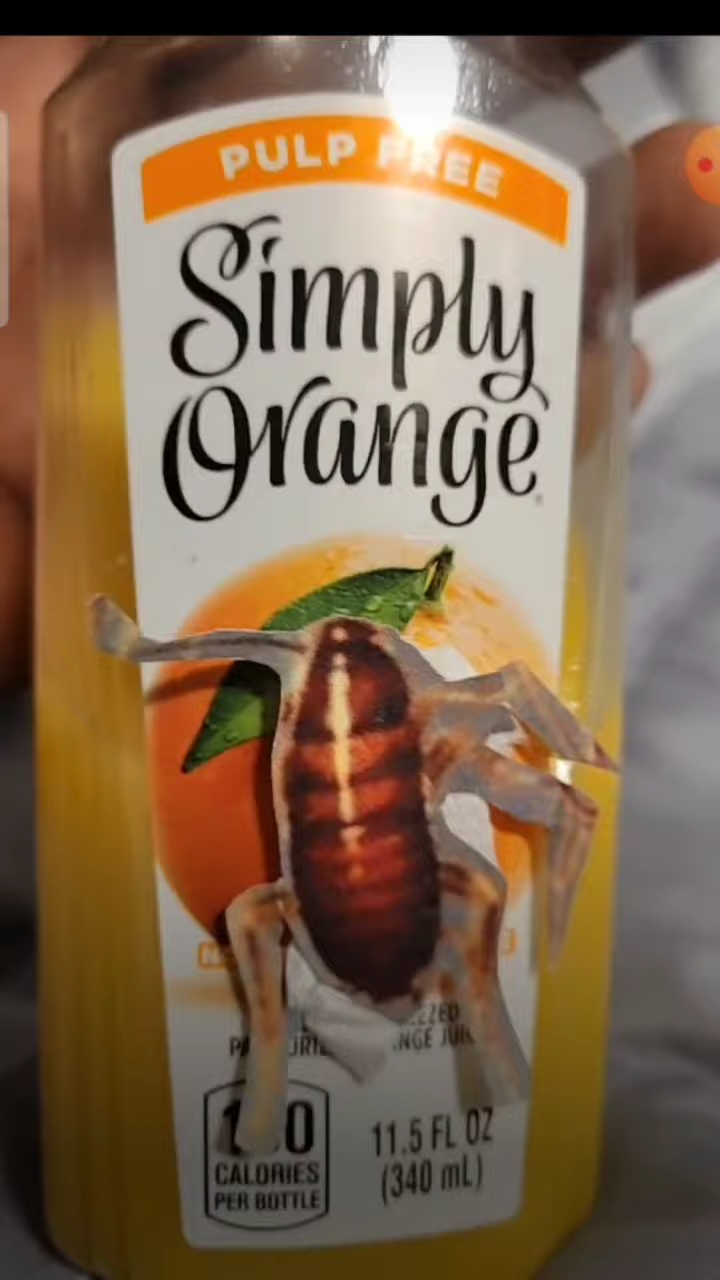 PULP FREE
Simply
Orange
11.5 FL OZ
(340 mL)
CALORIES
PER BOTTLE